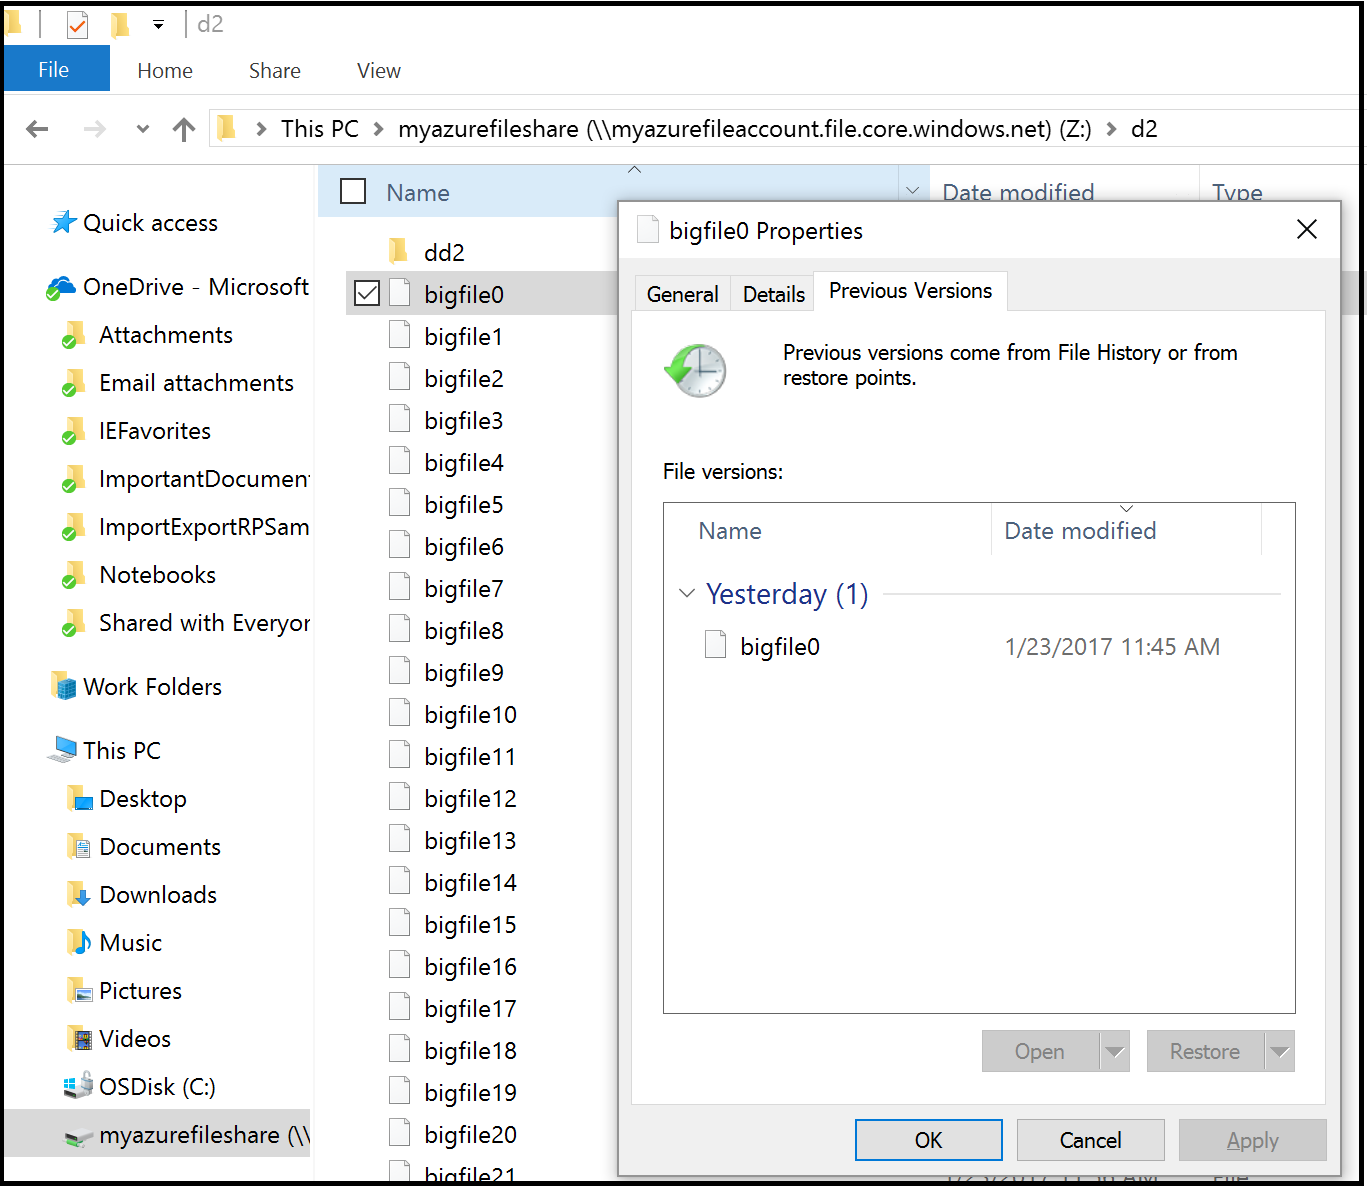 d2
File Home Share View
This PC myazurefileshare (\\myazurefileaccount.file.core.windows.net) (Z:) d2
Name Date modified Type
Quick access
OneDrive - Microsoft
Attachments
Email attachments
IEFavorites
ImportantDocumen
ImportExportRPSam
Notebooks
Shared with Everyor
Work Folders
This PC
Desktop
Documents
Downloads
Music
Pictures
Videos
OSDisk (C:)
myazurefileshare (\\
dd2
bigfile0
bigfile1
bigfile2
bigfile3
bigfile4
bigfile5
bigfile6
bigfile7
bigfile8
bigfile9
bigfile10
bigfile11
bigfile12
bigfile13
bigfile14
bigfile15
bigfile16
bigfile17
bigfile18
bigfile19
bigfile20
bigfile21
bigfile0 Properties
General Details Previous Versions
Previous versions come from File History or from
restore points.
File versions:
Name Date modified
Yesterday (1)
bigfile0 1/23/2017 11:45 AM
Open Restore
OK Cancel Apply